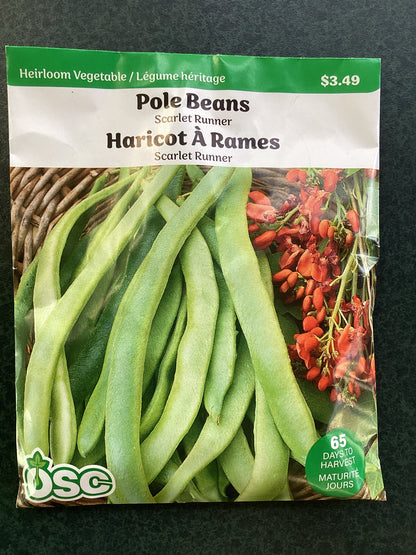 Heirloom Vegetable / Légume héritage
$3.49
Pole Beans
Scarlet Runner
Haricot À Rames
Scarlet Runner
65
DAYS TO
HARVEST
MATURITE
JOURS
OSC